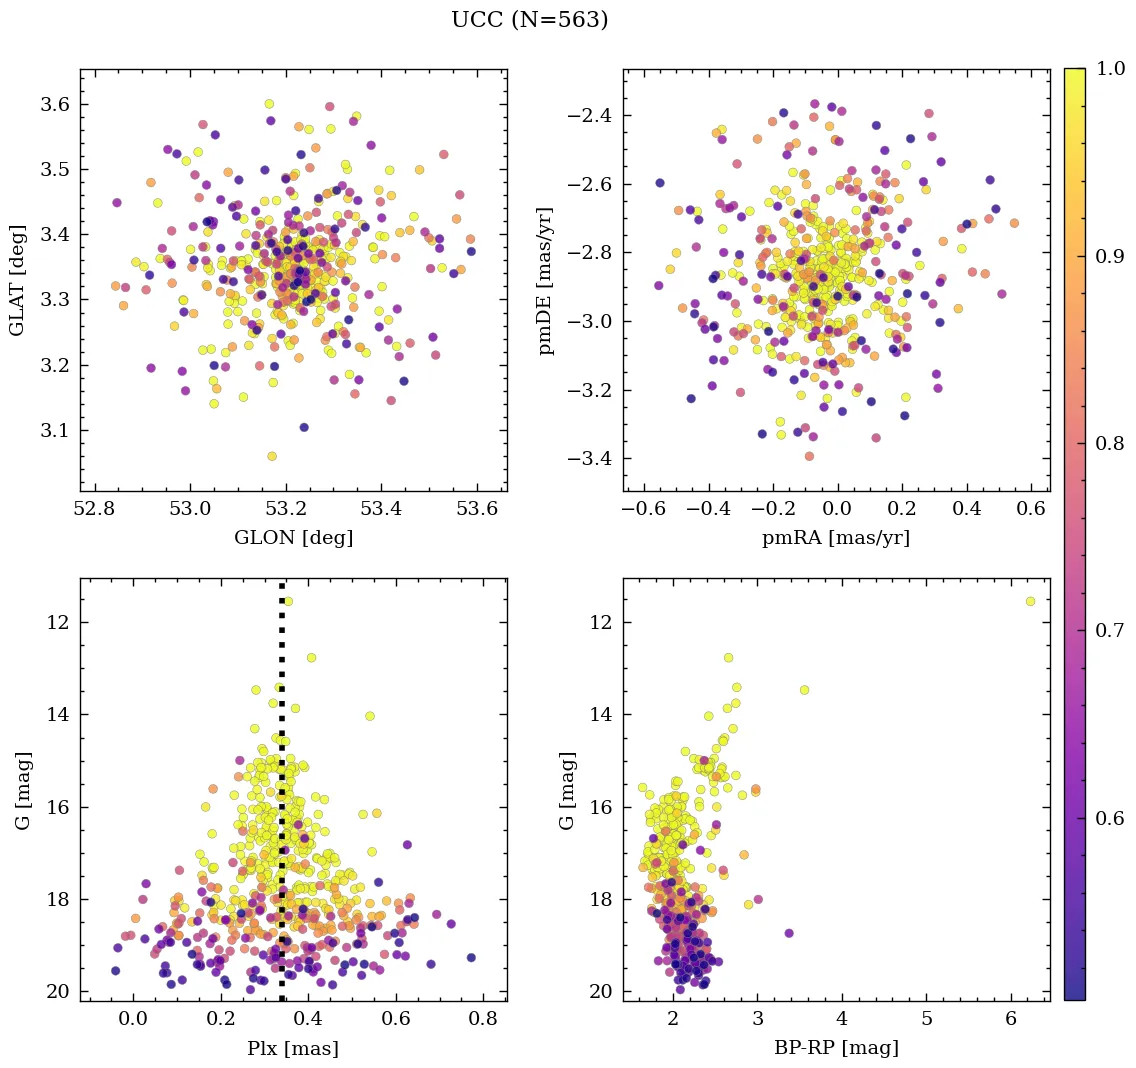 UCC (N=563)
3.6
3.5
3.4
3.3
3.2
3.1
GLAT [deg]
52.8 53.0 53.2 53.4 53.6
GLON [deg]
−2.4
−2.6
−2.8
−3.0
−3.2
−3.4
pmDE [mas/yr]
−0.6 −0.4 −0.2 0.0 0.2 0.4 0.6
pmRA [mas/yr]
1.0
0.9
0.8
0.7
0.6
12
14
16
18
20
G [mag]
0.0 0.2 0.4 0.6 0.8
Plx [mas]
12
14
16
18
20
G [mag]
2 3 4 5 6
BP-RP [mag]